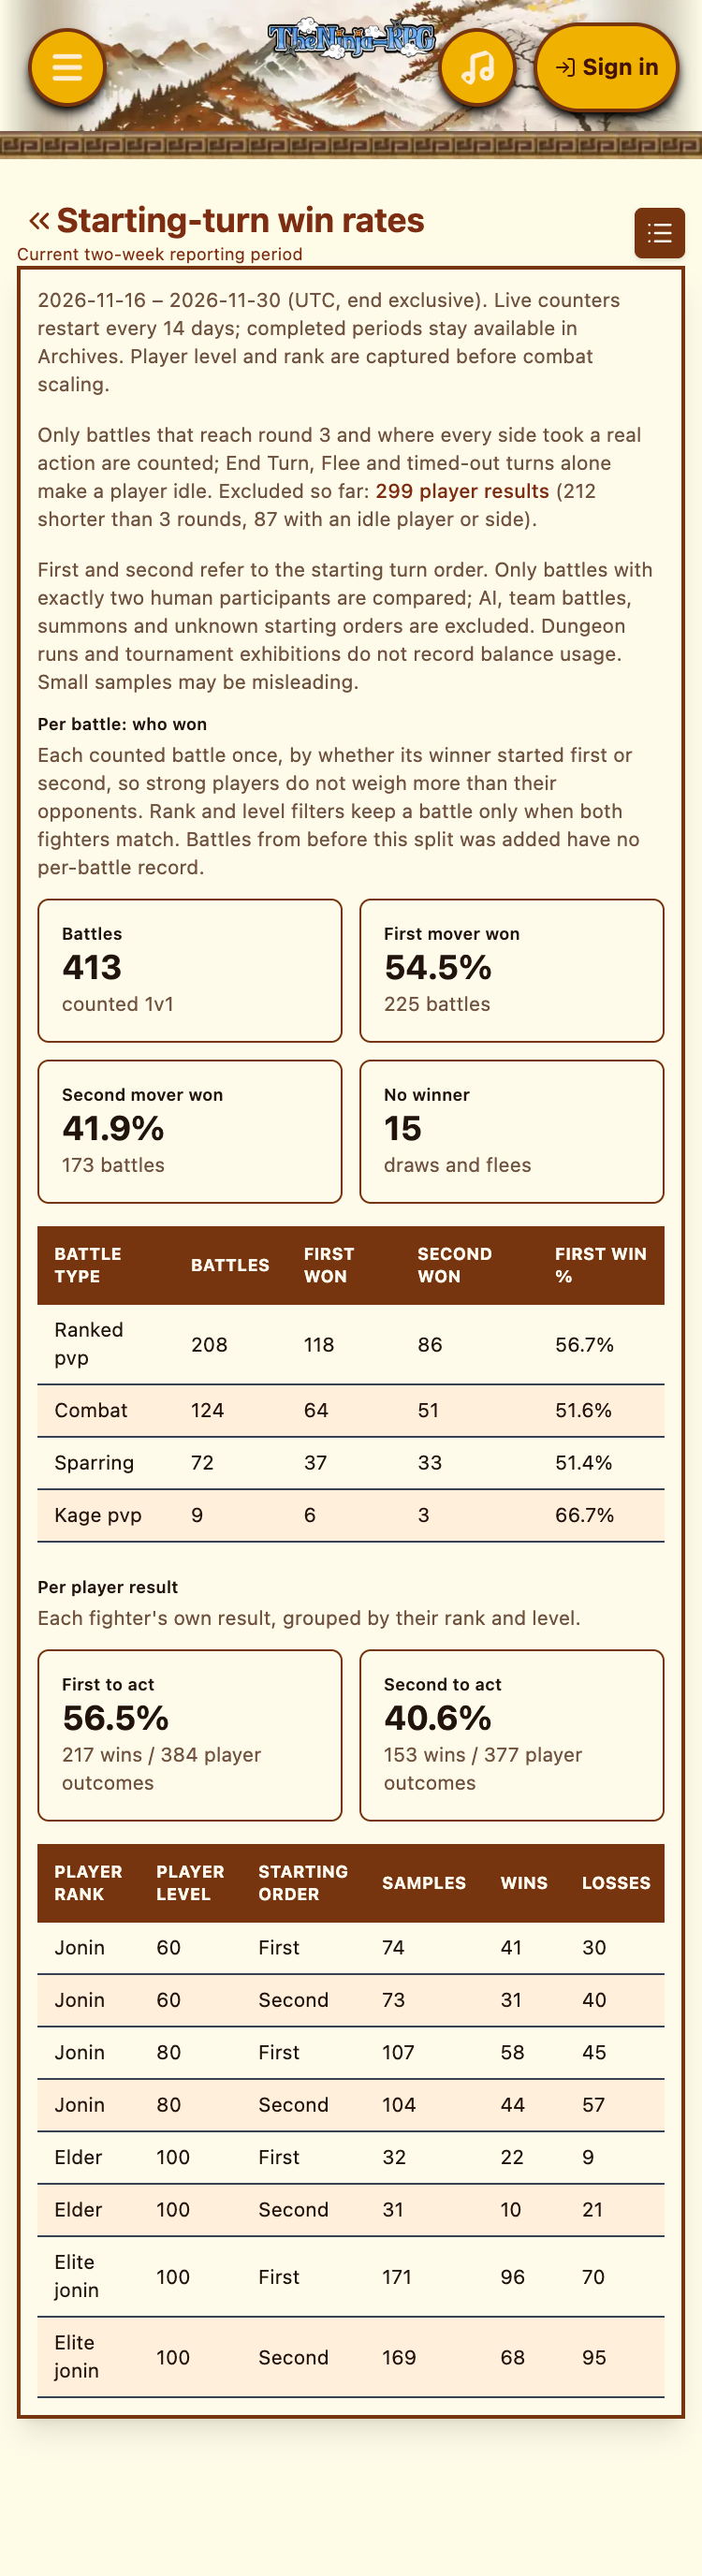 TheNinja-RPG
Sign in
Starting-turn win rates
Current two-week reporting period
2026-11-16 – 2026-11-30 (UTC, end exclusive). Live counters
restart every 14 days; completed periods stay available in
Archives. Player level and rank are captured before combat
scaling.
Only battles that reach round 3 and where every side took a real
action are counted; End Turn, Flee and timed-out turns alone
make a player idle. Excluded so far: 299 player results (212
shorter than 3 rounds, 87 with an idle player or side).
First and second refer to the starting turn order. Only battles with
exactly two human participants are compared; AI, team battles,
summons and unknown starting orders are excluded. Dungeon
runs and tournament exhibitions do not record balance usage.
Small samples may be misleading.
Per battle: who won
Each counted battle once, by whether its winner started first or
second, so strong players do not weigh more than their
opponents. Rank and level filters keep a battle only when both
fighters match. Battles from before this split was added have no
per-battle record.
Battles
413
counted 1v1
First mover won
54.5%
225 battles
Second mover won
41.9%
173 battles
No winner
15
draws and flees
BATTLE TYPE BATTLES FIRST WON SECOND WON FIRST WIN %
Ranked pvp 208 118 86 56.7%
Combat 124 64 51 51.6%
Sparring 72 37 33 51.4%
Kage pvp 9 6 3 66.7%
Per player result
Each fighter's own result, grouped by their rank and level.
First to act
56.5%
217 wins / 384 player
outcomes
Second to act
40.6%
153 wins / 377 player
outcomes
PLAYER RANK PLAYER LEVEL STARTING ORDER SAMPLES WINS LOSSES
Jonin 60 First 74 41 30
Jonin 60 Second 73 31 40
Jonin 80 First 107 58 45
Jonin 80 Second 104 44 57
Elder 100 First 32 22 9
Elder 100 Second 31 10 21
Elite jonin 100 First 171 96 70
Elite jonin 100 Second 169 68 95